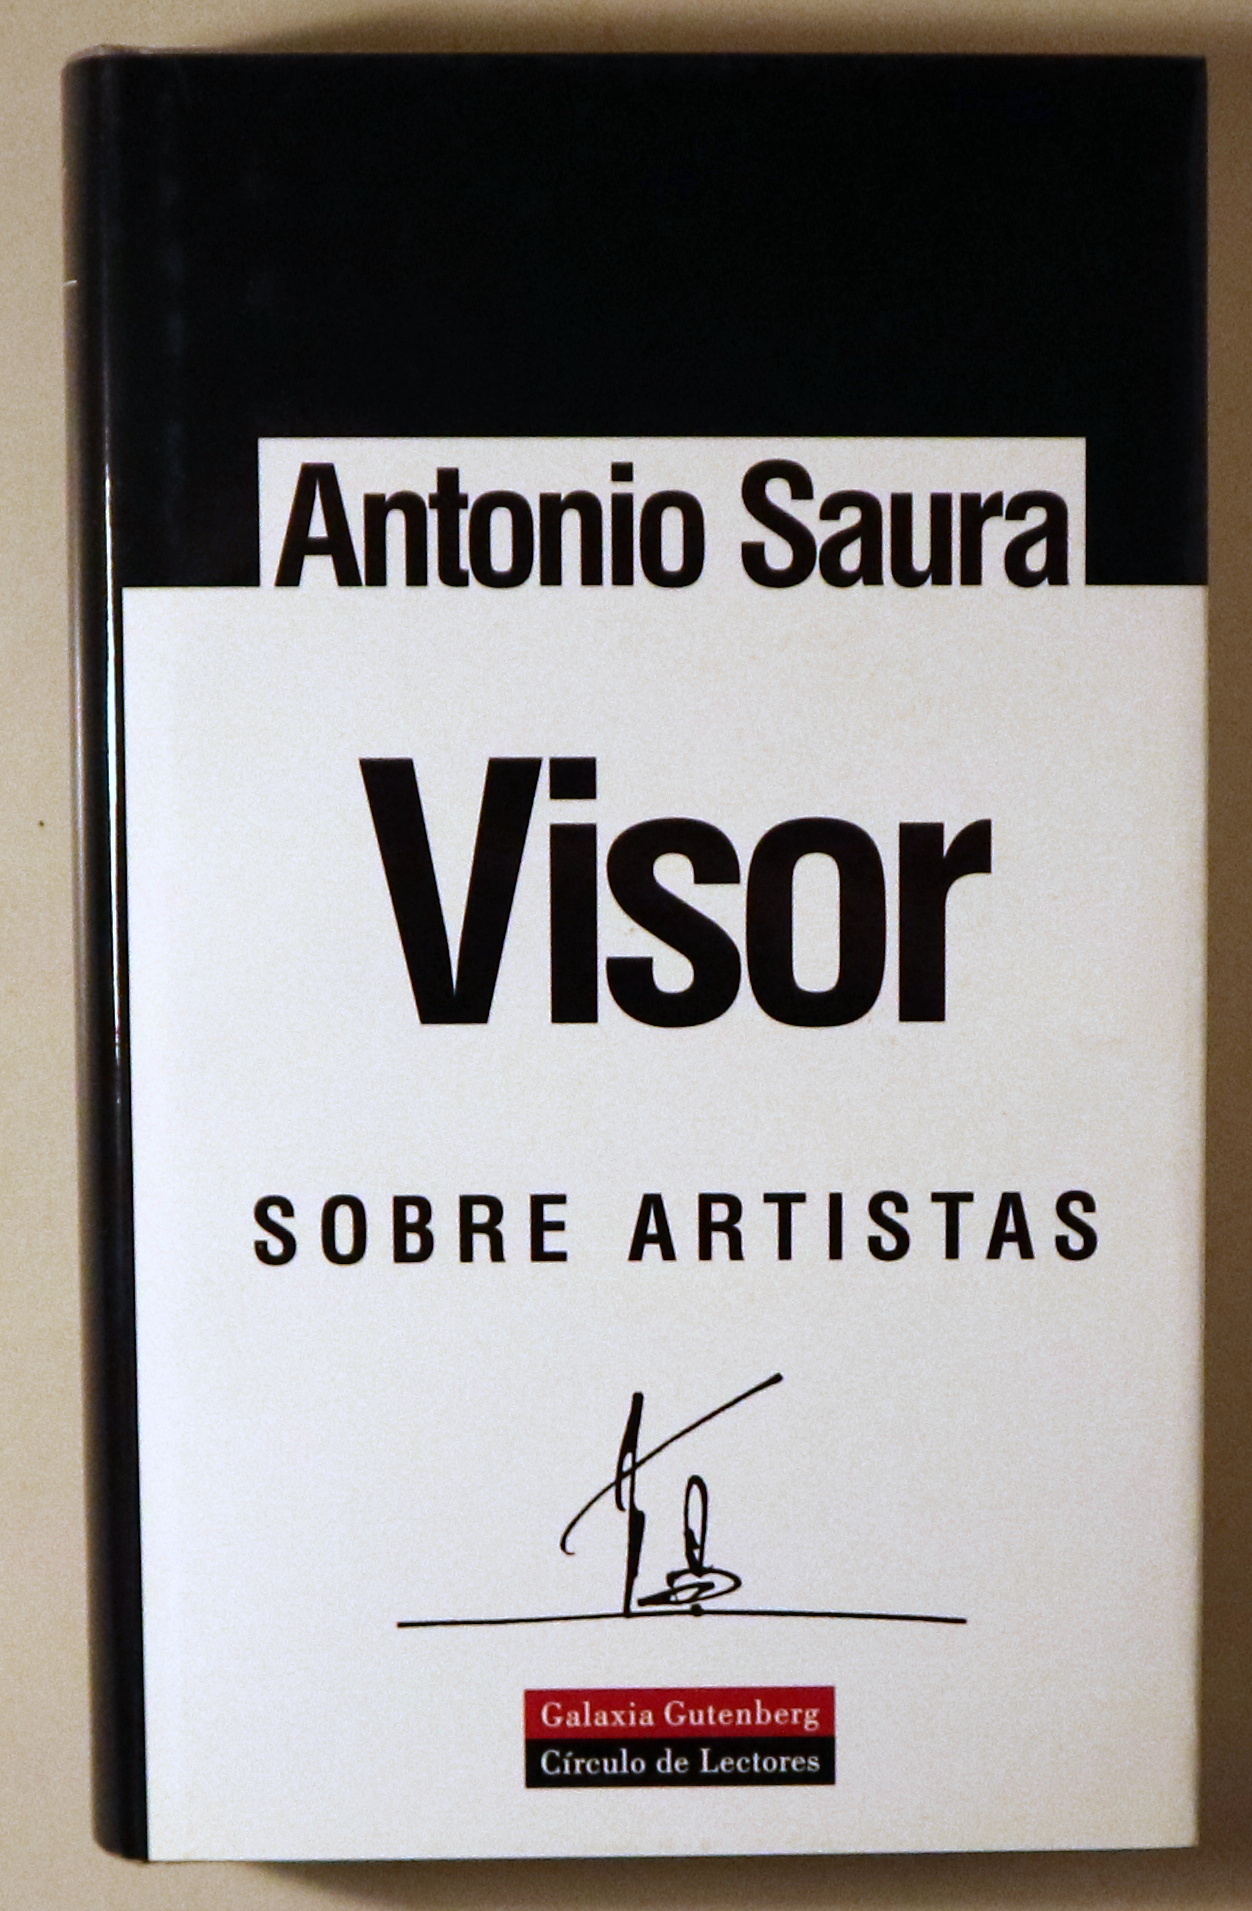 Antonio Saura
Visor
SOBRE ARTISTAS
Galaxia Gutenberg
Círculo de Lectores